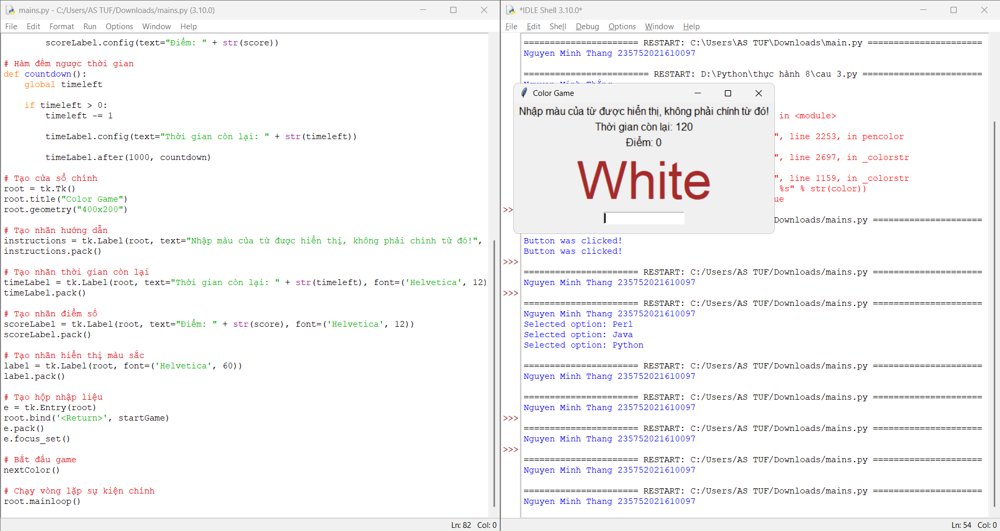 mains.py - C:/Users/AS TUF/Downloads/mains.py (3.10.0)
File Edit Format Run Options Window Help
scoreLabel.config(text="Điểm: " + str(score))
# Hàm đếm ngược thời gian
def countdown():
global timeleft
if timeleft > 0:
timeleft -= 1
timeLabel.config(text="Thời gian còn lại: " + str(timeleft))
timeLabel.after(1000, countdown)
# Tạo cửa sổ chính
root = tk.Tk()
root.title("Color Game")
root.geometry("400x200")
# Tạo nhãn hướng dẫn
instructions = tk.Label(root, text="Nhập màu của từ được hiển thị, không phải chính từ đó!",
instructions.pack()
# Tạo nhãn thời gian còn lại
timeLabel = tk.Label(root, text="Thời gian còn lại: " + str(timeleft), font=('Helvetica', 12)
timeLabel.pack()
# Tạo nhãn điểm số
scoreLabel = tk.Label(root, text="Điểm: " + str(score), font=('Helvetica', 12))
scoreLabel.pack()
# Tạo nhãn hiển thị màu sắc
label = tk.Label(root, font=('Helvetica', 60))
label.pack()
# Tạo hộp nhập liệu
e = tk.Entry(root)
root.bind('<Return>', startGame)
e.pack()
e.focus_set()
# Bắt đầu game
nextColor()
# Chạy vòng lặp sự kiện chính
root.mainloop()
Ln: 82 Col: 0
*IDLE Shell 3.10.0*
File Edit Shell Debug Options Window Help
====================== RESTART: C:\Users\AS TUF\Downloads\main.py ======================
Nguyen Minh Thang 235752021610097
======================== RESTART: D:\Python\thực hành 8\cau 3.py =======================
Nguyen Minh Thắng
Color Game
Nhập màu của từ được hiển thị, không phải chính từ đó!
Thời gian còn lại: 120
Điểm: 0
White
in <module>
", line 2253, in pencolor
", line 2697, in _colorstr
", line 1159, in _colorstr
%s" % str(color))
ue
>>
Downloads/mains.py =====================
Button was clicked!
Button was clicked!
>>>
====================== RESTART: C:/Users/AS TUF/Downloads/mains.py =====================
Nguyen Minh Thang 235752021610097
>>>
====================== RESTART: C:/Users/AS TUF/Downloads/mains.py =====================
Nguyen Minh Thang 235752021610097
Selected option: Perl
Selected option: Java
Selected option: Python
====================== RESTART: C:/Users/AS TUF/Downloads/mains.py =====================
Nguyen Minh Thang 235752021610097
====================== RESTART: C:/Users/AS TUF/Downloads/mains.py =====================
Nguyen Minh Thang 235752021610097
>>>
====================== RESTART: C:/Users/AS TUF/Downloads/mains.py =====================
Nguyen Minh Thang 235752021610097
>>>
====================== RESTART: C:/Users/AS TUF/Downloads/mains.py =====================
Nguyen Minh Thang 235752021610097
====================== RESTART: C:/Users/AS TUF/Downloads/mains.py =====================
Nguyen Minh Thang 235752021610097
Ln: 54 Col: 0